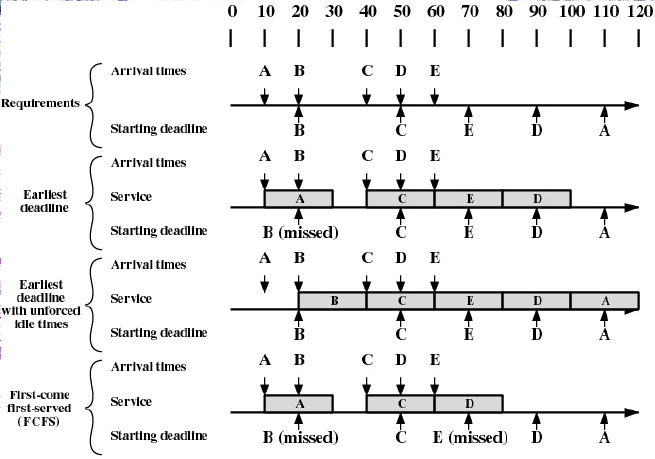 0 10 20 30 40 50 60 70 80 90 100 110 120
Arrival times A B C D E
Requirements
Starting deadline B C E D A
Arrival times A B C D E
Earliest
deadline
Service A C E D
Starting deadline B (missed) C E D A
Arrival times A B C D E
Earliest
deadline
with unforced
idle times
Service B C E D A
Starting deadline B C E D A
Arrival times A B C D E
First-come
first-served
(FCFS)
Service A C D
Starting deadline B (missed) C E (missed) D A